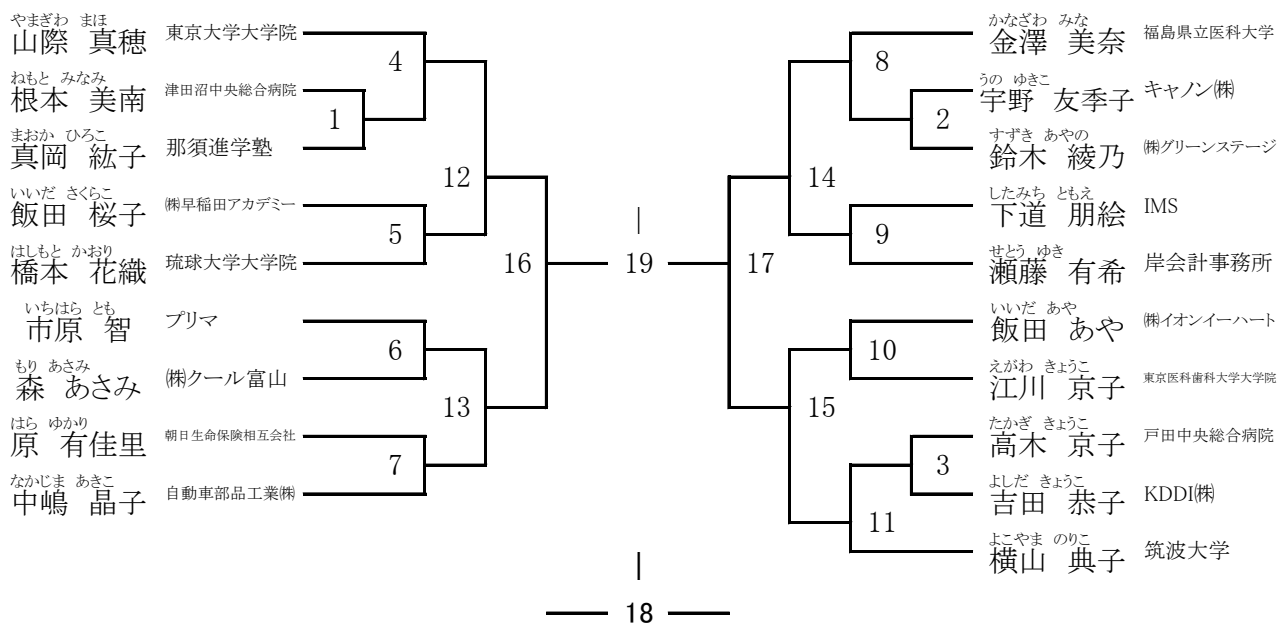 やまぎわ まほ
山際 真穂 東京大学大学院
ねもと みなみ
根本 美南 津田沼中央総合病院
まおか ひろこ
真岡 紘子 那須進学塾
いいだ さくらこ
飯田 桜子 ㈱早稲田アカデミー
はしもと かおり
橋本 花織 琉球大学大学院
いちはら とも
市原 智 プリマ
もり あさみ
森 あさみ ㈱クール富山
はら ゆかり
原 有佳里 朝日生命保険相互会社
なかじま あきこ
中嶋 晶子 自動車部品工業㈱
4
1
12
5
16
6
13
7
19
17
8
2
14
9
10
15
3
11
かなざわ みな
金澤 美奈 福島県立医科大学
うの ゆきこ
宇野 友季子 キャノン㈱
すずき あやの
鈴木 綾乃 ㈱グリーンステージ
したみち ともえ
下道 朋絵 IMS
せとう ゆき
瀬藤 有希 岸会計事務所
いいだ あや
飯田 あや ㈱イオンイーハート
えがわ きょうこ
江川 京子 東京医科歯科大学大学院
たかぎ きょうこ
高木 京子 戸田中央総合病院
よしだ きょうこ
吉田 恭子 KDDI㈱
よこやま のりこ
横山 典子 筑波大学
18